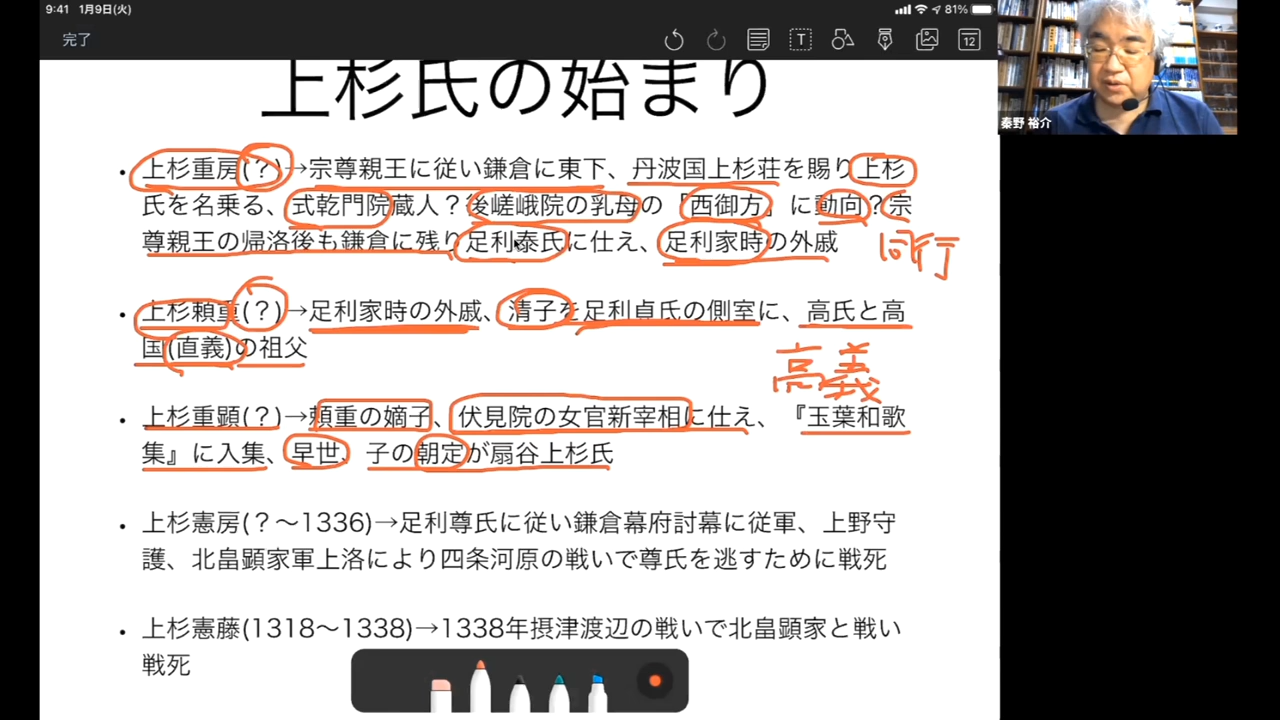 9:41 1月9日(火)
81%
完了
T
12
上杉氏の始まり
秦野 裕介
• 上杉重房(？)→宗尊親王に従い鎌倉に東下、丹波国上杉荘を賜り上杉
氏を名乗る、式乾門院蔵人？後嵯峨院の乳母の「西御方」に動向？宗
尊親王の帰洛後も鎌倉に残り足利泰氏に仕え、足利家時の外戚
同行
• 上杉頼重(？)→足利家時の外戚、清子を足利貞氏の側室に、高氏と高
国(直義)の祖父
高義
• 上杉重顕(？)→頼重の嫡子、伏見院の女官新宰相に仕え、『玉葉和歌
集』に入集、早世、子の朝定が扇谷上杉氏
• 上杉憲房(？〜1336)→足利尊氏に従い鎌倉幕府討幕に従軍、上野守
護、北畠顕家軍上洛により四条河原の戦いで尊氏を逃すために戦死
• 上杉憲藤(1318〜1338)→1338年摂津渡辺の戦いで北畠顕家と戦い
戦死